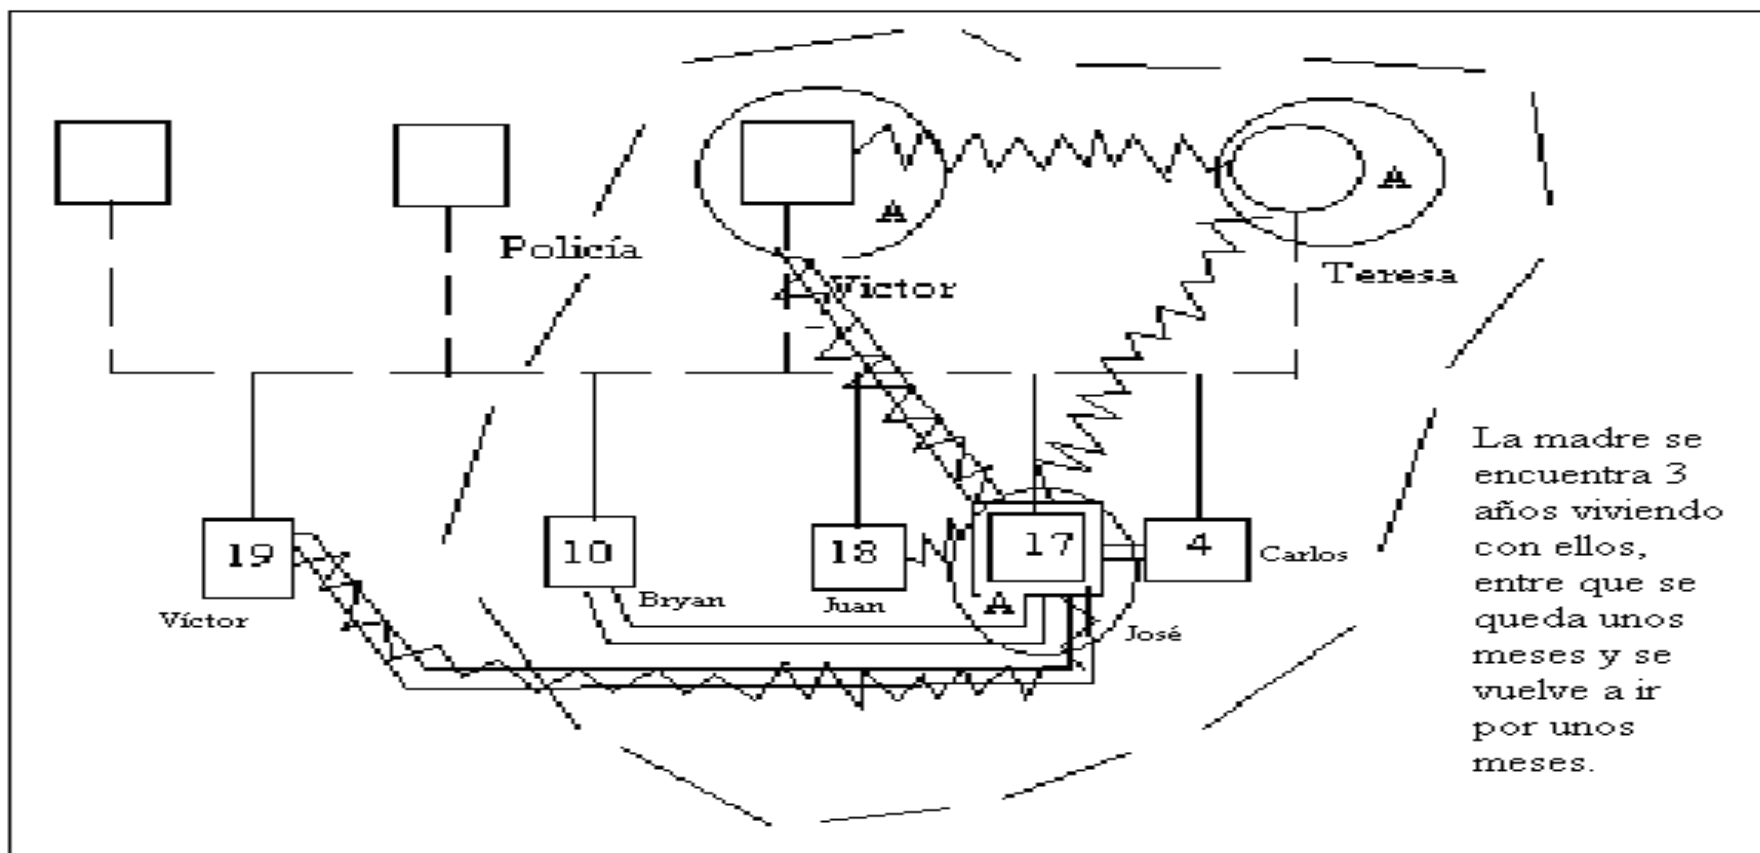 A
A
Policía
Víctor
Teresa
19
10
18
17
4
Víctor
Bryan
Juan
A
José
Carlos
La madre se
encuentra 3
años viviendo
con ellos,
entre que se
queda unos
meses y se
vuelve a ir
por unos
meses.